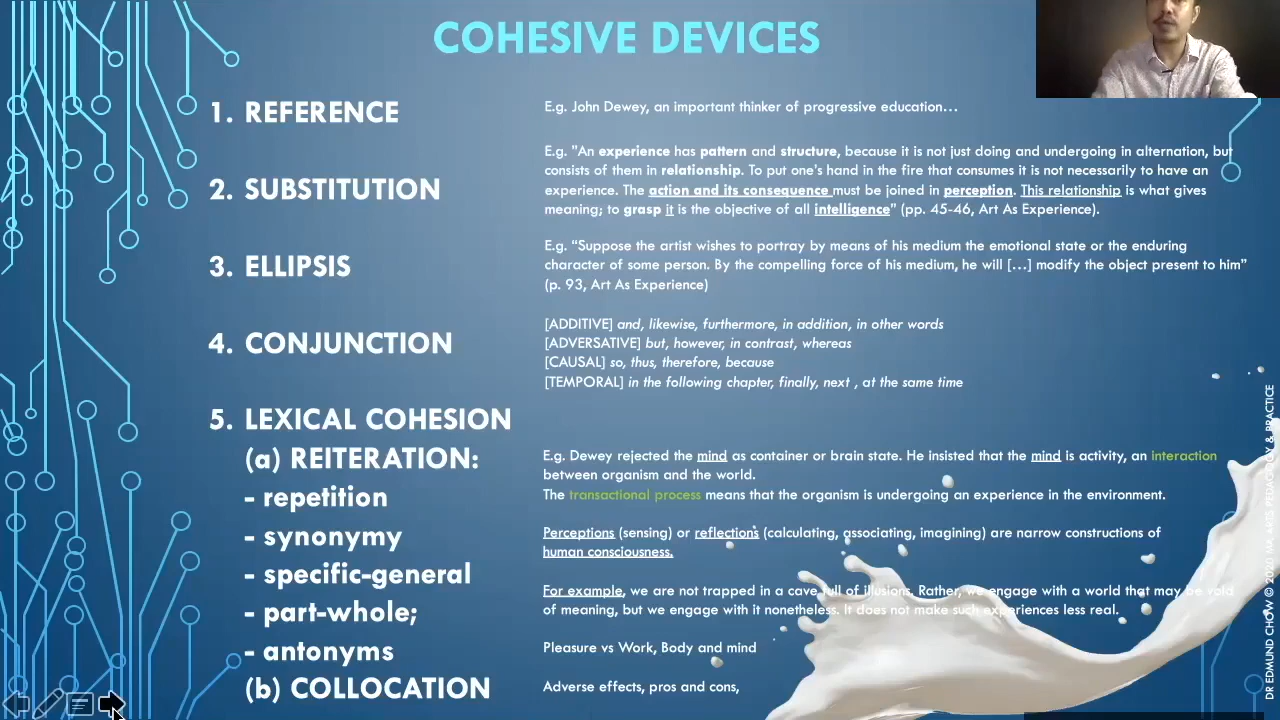 COHESIVE DEVICES
1. REFERENCE
E.g. John Dewey, an important thinker of progressive education…
2. SUBSTITUTION
E.g. "An experience has pattern and structure, because it is not just doing and undergoing in alternation, but
consists of them in relationship. To put one's hand in the fire that consumes it is not necessarily to have an
experience. The action and its consequence must be joined in perception. This relationship is what gives
meaning; to grasp it is the objective of all intelligence" (pp. 45-46, Art As Experience).
3. ELLIPSIS
E.g. “Suppose the artist wishes to portray by means of his medium the emotional state or the enduring
character of some person. By the compelling force of his medium, he will […] modify the object present to him”
(p. 93, Art As Experience)
4. CONJUNCTION
[ADDITIVE] and, likewise, furthermore, in addition, in other words
[ADVERSATIVE] but, however, in contrast, whereas
[CAUSAL] so, thus, therefore, because
[TEMPORAL] in the following chapter, finally, next , at the same time
5. LEXICAL COHESION
(a) REITERATION:
- repetition
- synonymy
- specific-general
- part-whole;
- antonyms
(b) COLLOCATION
E.g. Dewey rejected the mind as container or brain state. He insisted that the mind is activity, an interaction
between organism and the world.
The transactional process means that the organism is undergoing an experience in the environment.
Perceptions (sensing) or reflections (calculating, associating, imagining) are narrow constructions of
human consciousness.
For example, we are not trapped in a cave full of illusions. Rather, we engage with a world that may be void
of meaning, but we engage with it nonetheless. It does not make such experiences less real.
Pleasure vs Work, Body and mind
Adverse effects, pros and cons,
DR EDMUND CHOW © 2020 MA ARTS PEDAGOGY & PRACTICE